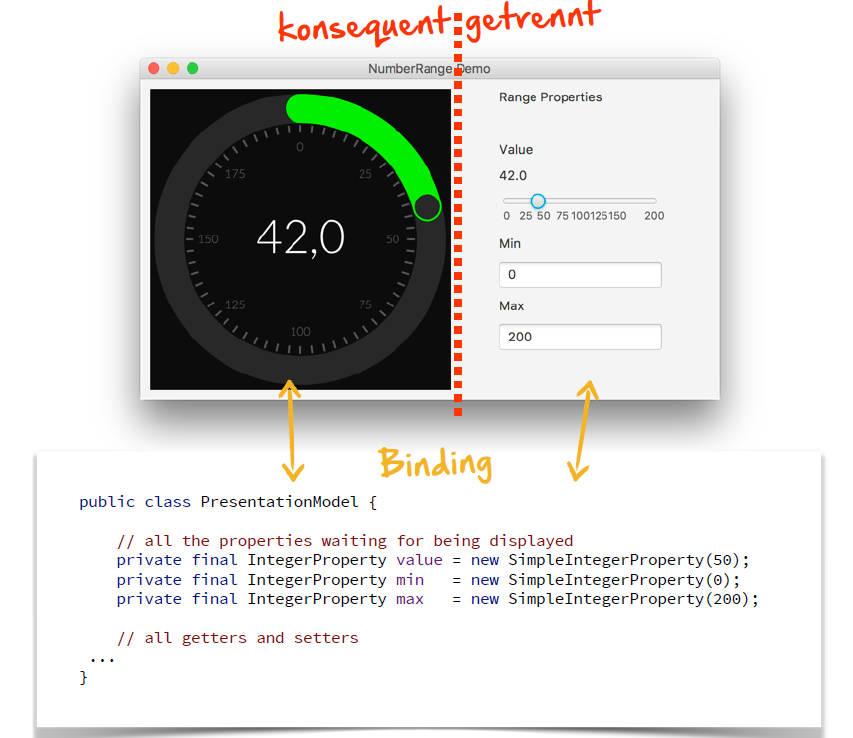 konsequent getrennt
NumberRange Demo
0
25
50
75
100
125
150
175
42,0
Range Properties
Value
42.0
0 25 50 75 100 125 150 200
Min
0
Max
200
Binding
public class PresentationModel {
// all the properties waiting for being displayed
private final IntegerProperty value = new SimpleIntegerProperty(50);
private final IntegerProperty min = new SimpleIntegerProperty(0);
private final IntegerProperty max = new SimpleIntegerProperty(200);
// all getters and setters
...
}